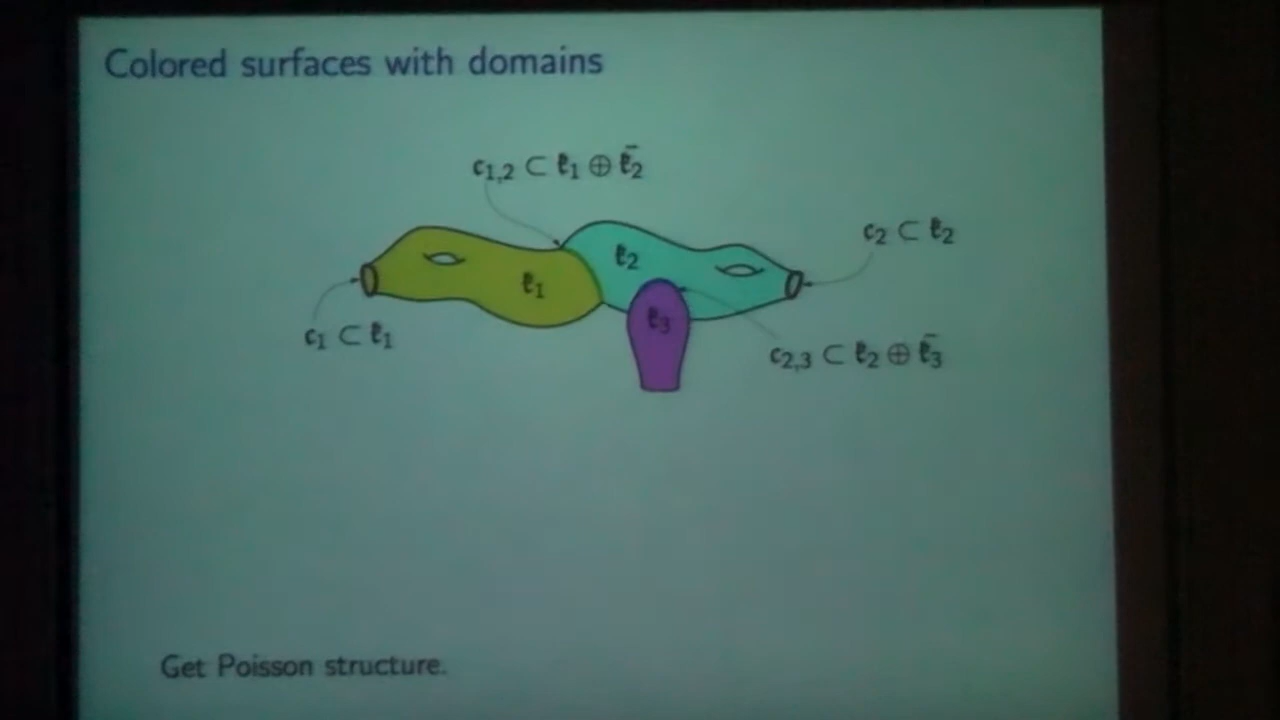 Colored surfaces with domains
𝔠₁,₂ ⊂ 𝔨₁ ⊕ 𝔨̄₂
𝔠₂ ⊂ 𝔨₂
𝔨₂
𝔨₁
𝔨₃
𝔠₁ ⊂ 𝔨₁
𝔠₂,₃ ⊂ 𝔨₂ ⊕ 𝔨̄₃
Get Poisson structure.